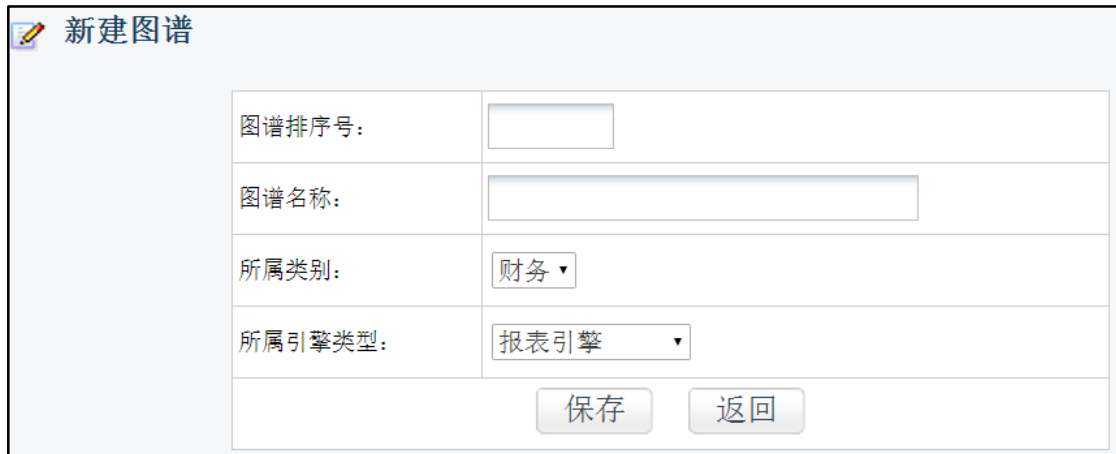 新建图谱
图谱排序号：
图谱名称：
所属类别： 财务
所属引擎类型： 报表引擎
保存 返回